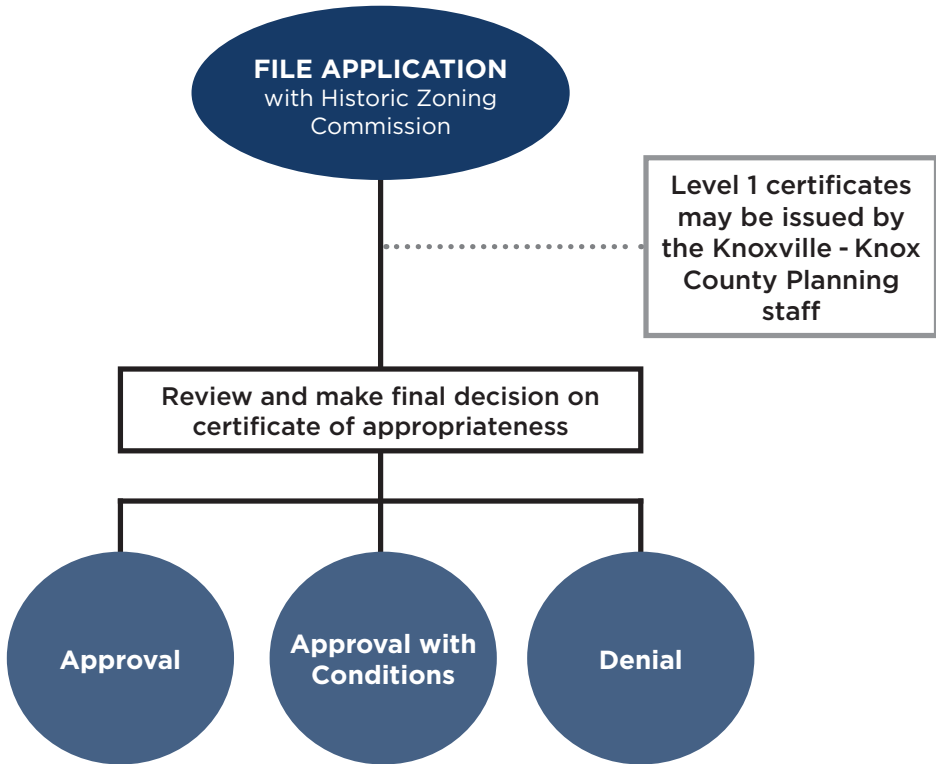 FILE APPLICATION
with Historic Zoning
Commission
Level 1 certificates
may be issued by
the Knoxville - Knox
County Planning
staff
Review and make final decision on
certificate of appropriateness
Approval
Approval with
Conditions
Denial